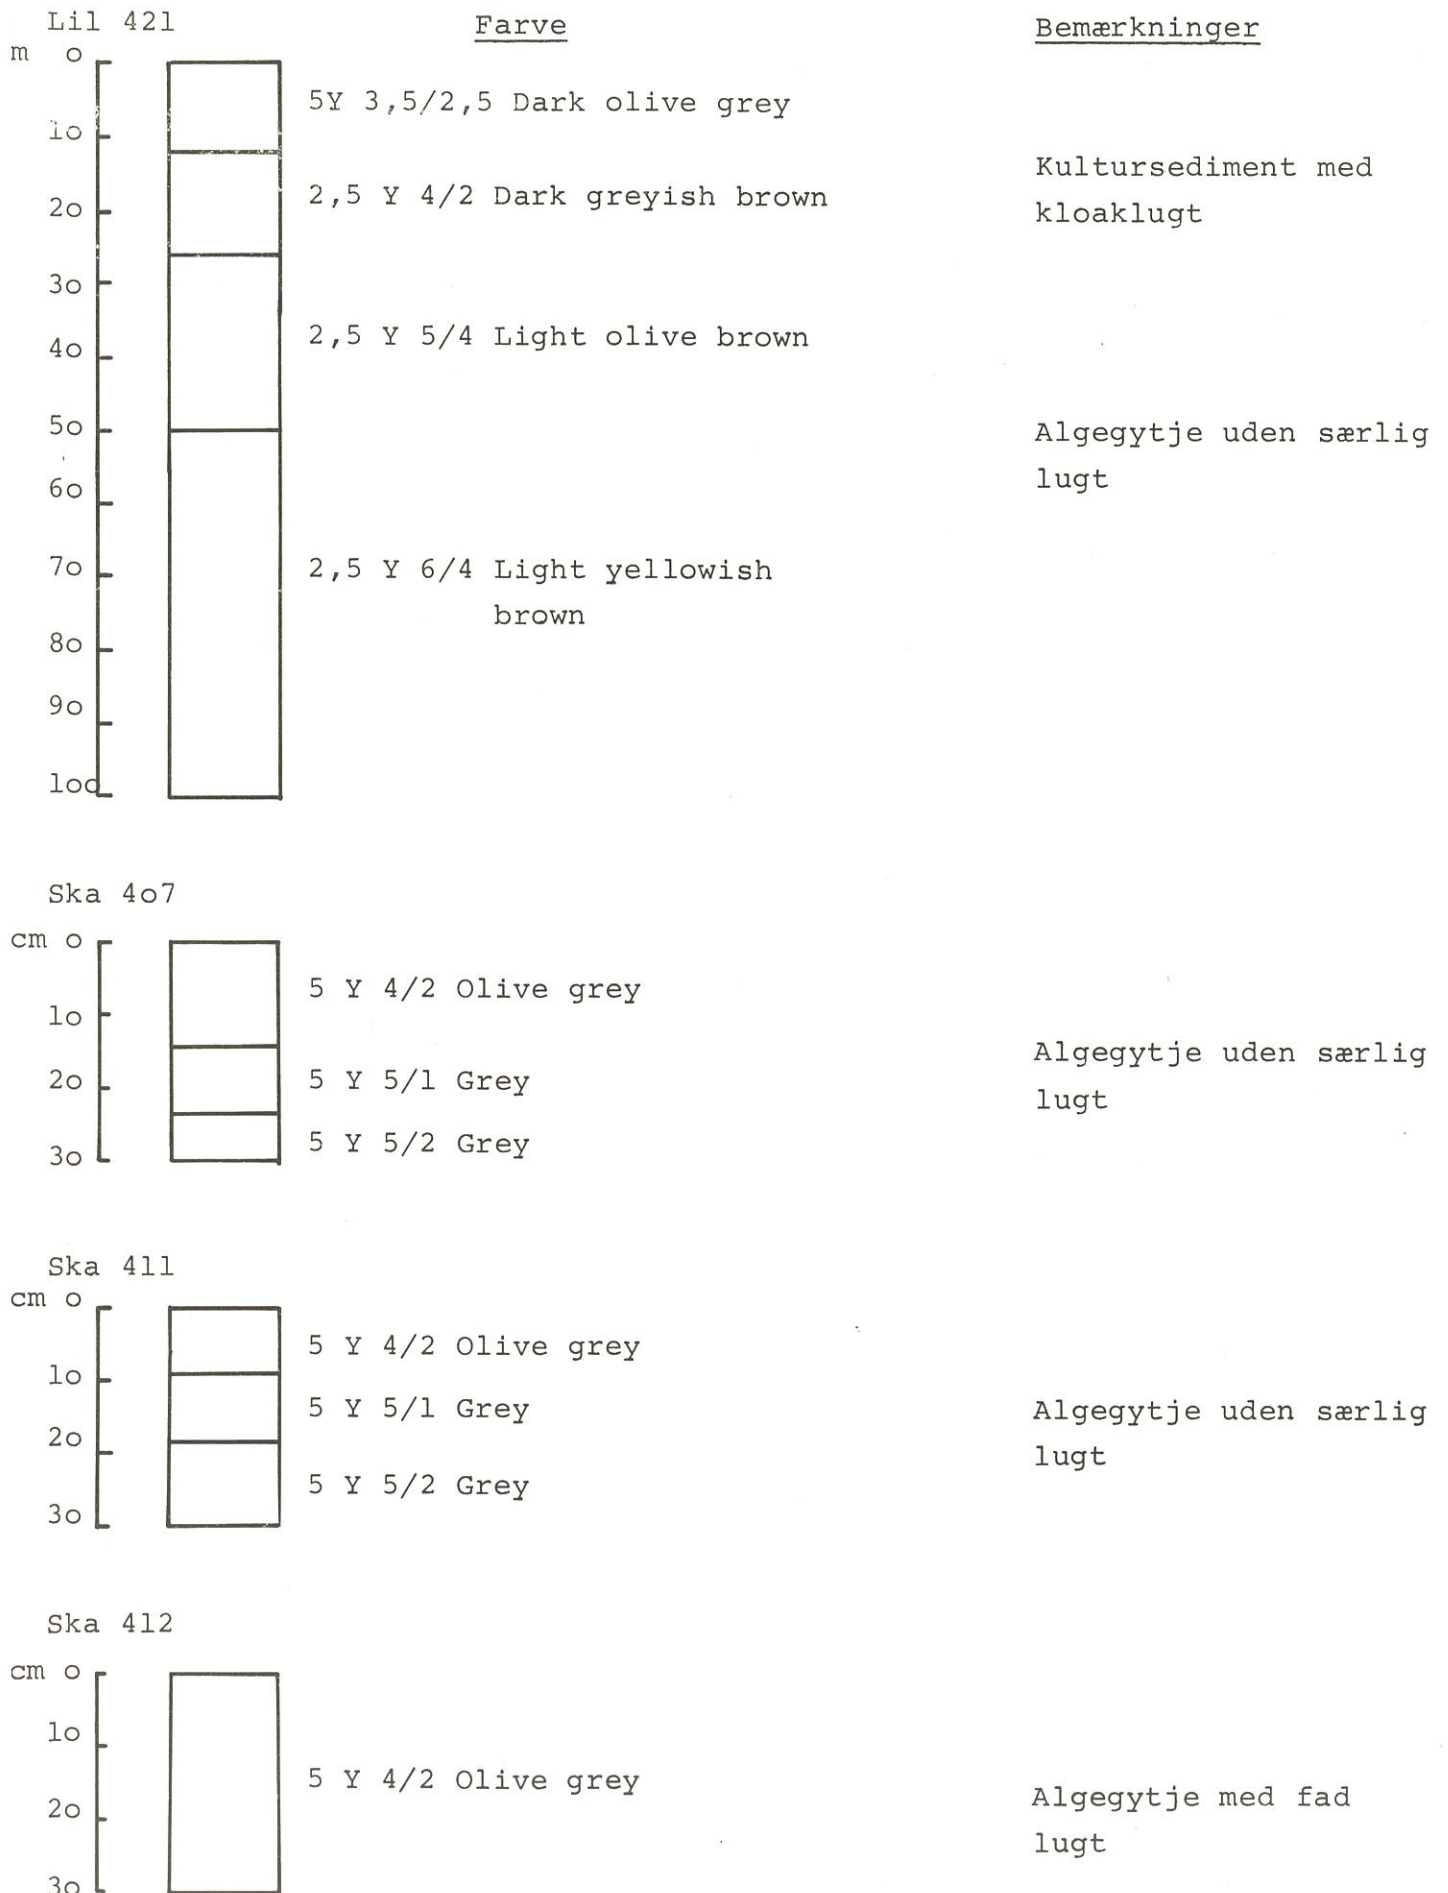 Lil 421 Farve Bemærkninger
m o
5Y 3,5/2,5 Dark olive grey
1o
Kultursediment med
2,5 Y 4/2 Dark greyish brown
2o kloaklugt
3o
2,5 Y 5/4 Light olive brown
4o
5o Algegytje uden særlig
lugt
6o
7o 2,5 Y 6/4 Light yellowish
brown
8o
9o
1oo
Ska 4o7
cm o
5 Y 4/2 Olive grey
1o
Algegytje uden særlig
2o 5 Y 5/1 Grey
lugt
3o 5 Y 5/2 Grey
Ska 411
cm o
5 Y 4/2 Olive grey
1o
5 Y 5/1 Grey Algegytje uden særlig
2o
lugt
5 Y 5/2 Grey
3o
Ska 412
cm o
1o
5 Y 4/2 Olive grey
Algegytje med fad
2o
lugt
3o